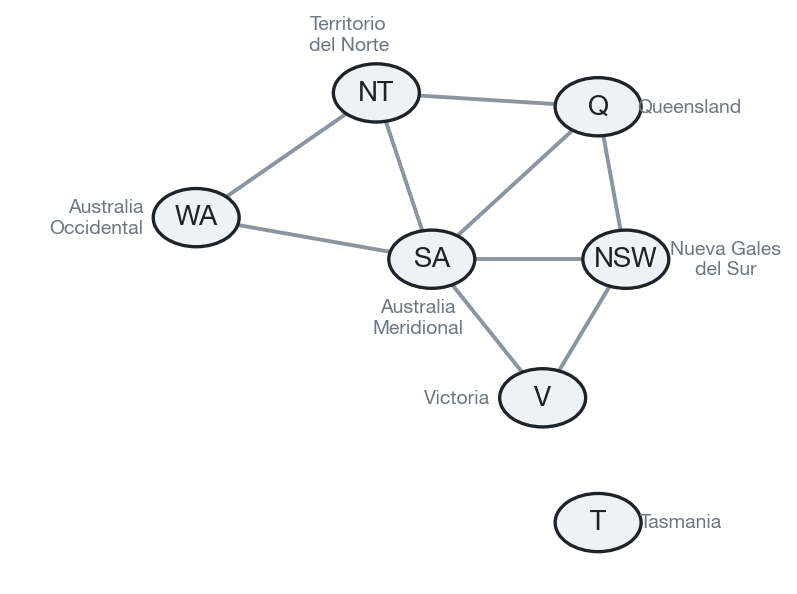 Territorio
del Norte
NT
Q
Queensland
Australia
Occidental
WA
SA
NSW
Nueva Gales
del Sur
Australia
Meridional
Victoria
V
T
Tasmania